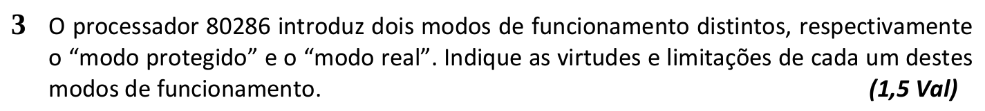 3 O processador 80286 introduz dois modos de funcionamento distintos, respectivamente
o “modo protegido” e o “modo real”. Indique as virtudes e limitações de cada um destes
modos de funcionamento. (1,5 Val)